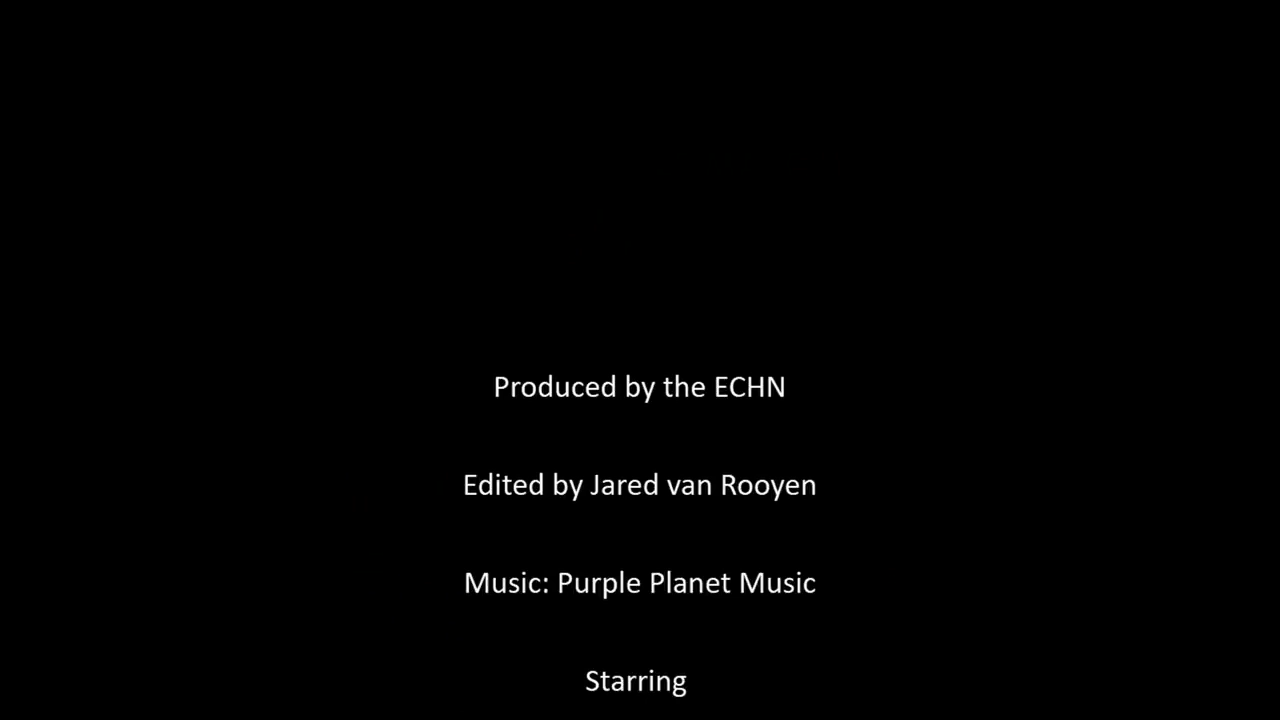 Produced by the ECHN
Edited by Jared van Rooyen
Music: Purple Planet Music
Starring